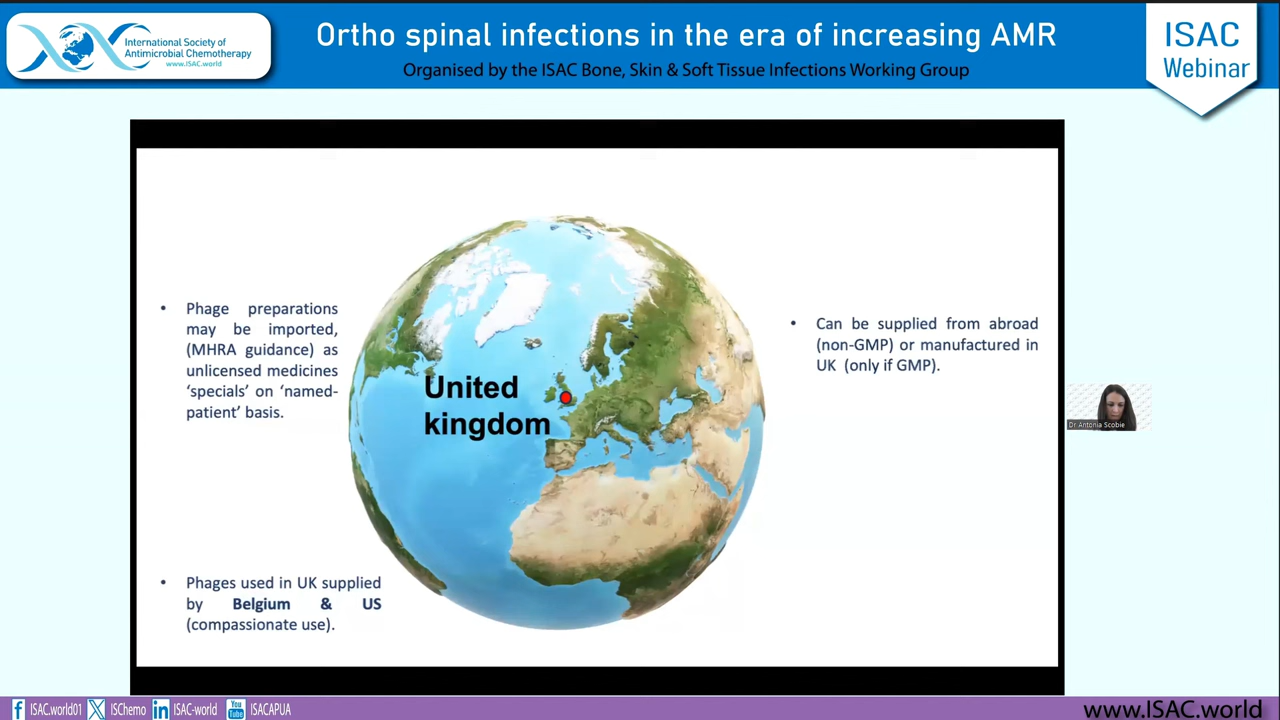 International Society of
Antimicrobial Chemotherapy
www.ISAC.world
Ortho spinal infections in the era of increasing AMR
Organised by the ISAC Bone, Skin & Soft Tissue Infections Working Group
ISAC
Webinar
• Phage preparations
may be imported,
(MHRA guidance) as
unlicensed medicines
‘specials’ on ‘named-
patient’ basis.
United
kingdom
• Can be supplied from abroad
(non-GMP) or manufactured in
UK (only if GMP).
Dr Antonia Scobie
• Phages used in UK supplied
by Belgium & US
(compassionate use).
f ISAC.world01 X ISChemo in ISAC-world You Tube ISACAPUA
www.ISAC.world